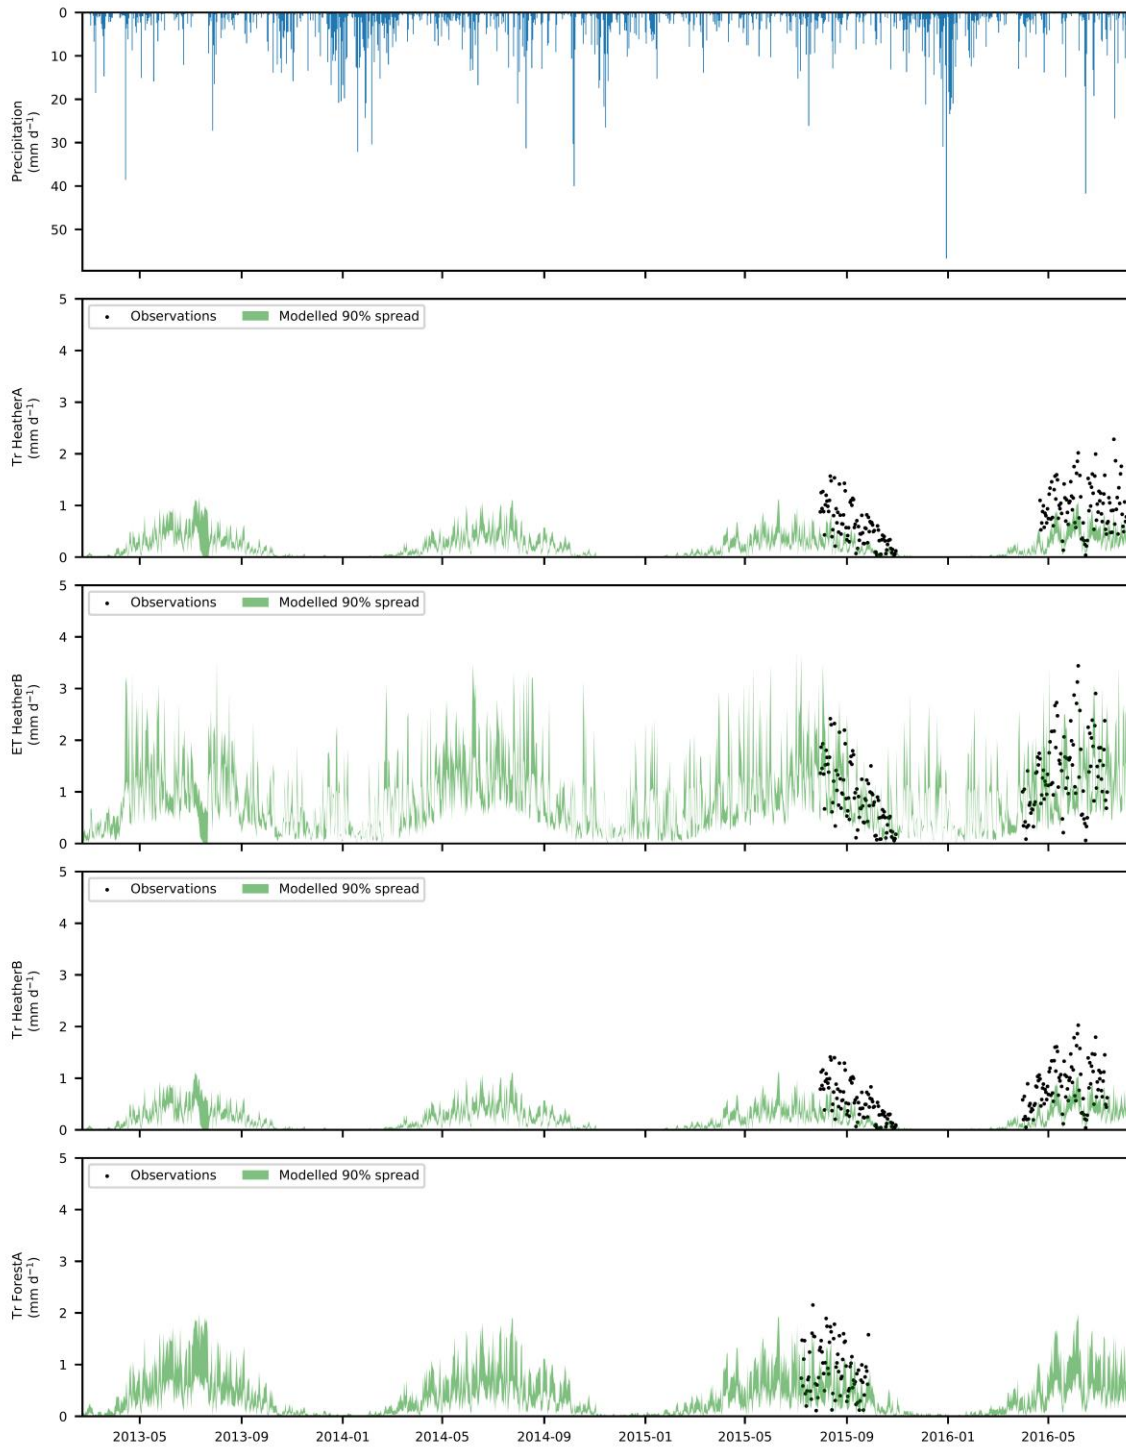 0
10
20
30
40
50
Precipitation
(mm d⁻¹)
Observations Modelled 90% spread
5
4
3
2
1
0
Tr HeatherA
(mm d⁻¹)
Observations Modelled 90% spread
5
4
3
2
1
0
ET HeatherB
(mm d⁻¹)
Observations Modelled 90% spread
5
4
3
2
1
0
Tr HeatherB
(mm d⁻¹)
Observations Modelled 90% spread
5
4
3
2
1
0
Tr ForestA
(mm d⁻¹)
2013-05 2013-09 2014-01 2014-05 2014-09 2015-01 2015-05 2015-09 2016-01 2016-05